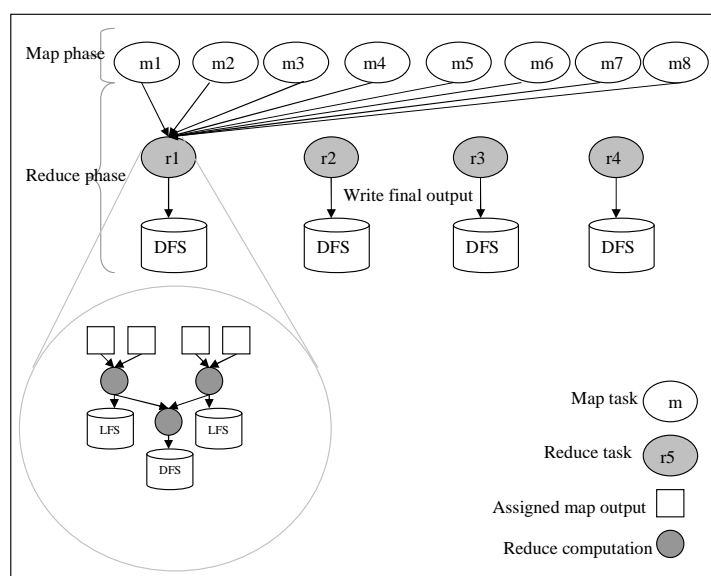 Map phase
m1 m2 m3 m4 m5 m6 m7 m8
Reduce phase
r1 r2 r3 r4
Write final output
DFS DFS DFS DFS
LFS LFS
DFS
Map task m
Reduce task r5
Assigned map output
Reduce computation